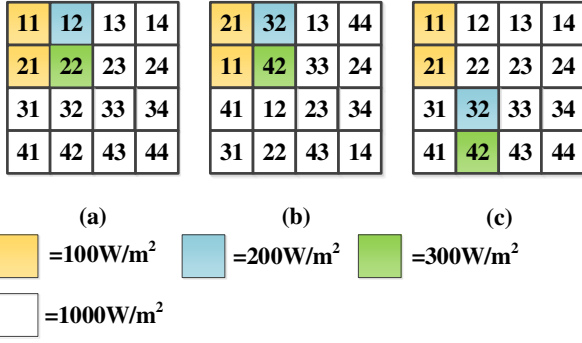 11 12 13 14
21 22 23 24
31 32 33 34
41 42 43 44
(a)
21 32 13 44
11 42 33 24
41 12 23 34
31 22 43 14
(b)
11 12 13 14
21 22 23 24
31 32 33 34
41 42 43 44
(c)
=100W/m²
=200W/m²
=300W/m²
=1000W/m²